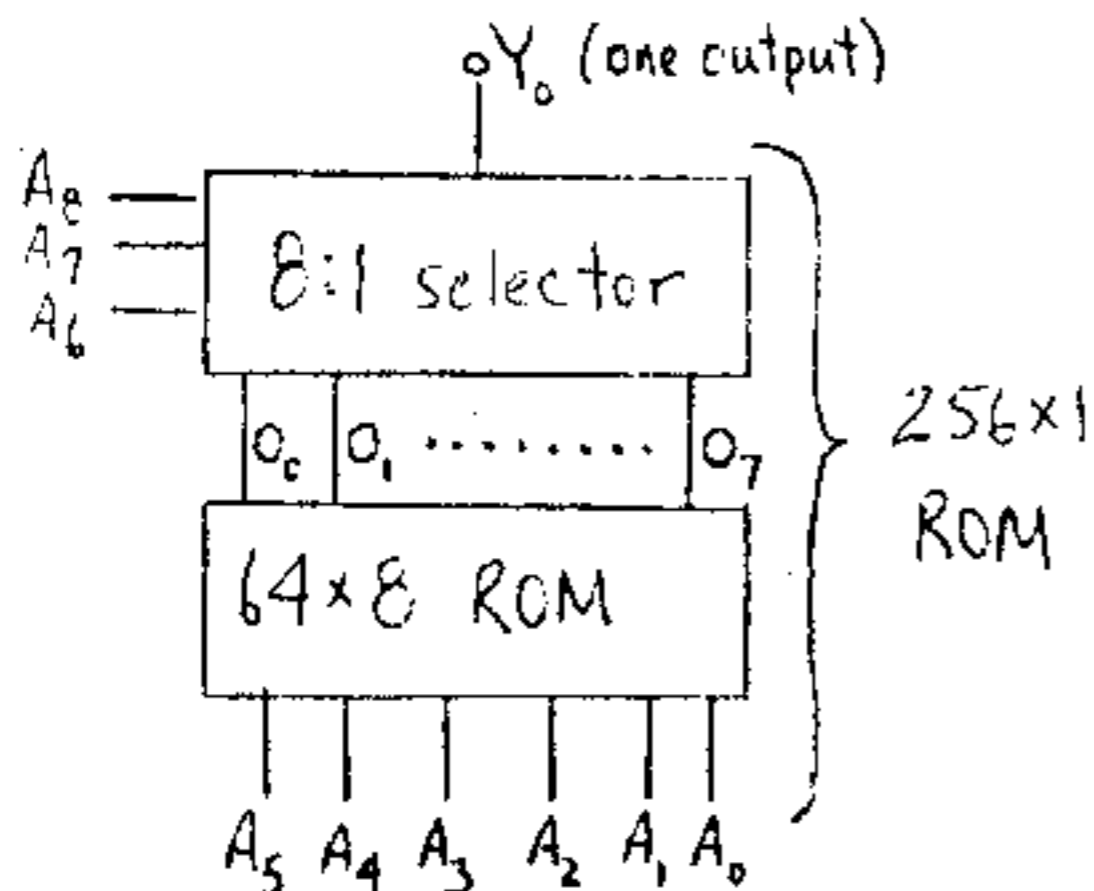 Y₀ (one output)
A₈
A₇
A₆
8:1 selector
O₀ O₁ ........ O₇
256×1
ROM
64×8 ROM
A₅ A₄ A₃ A₂ A₁ A₀